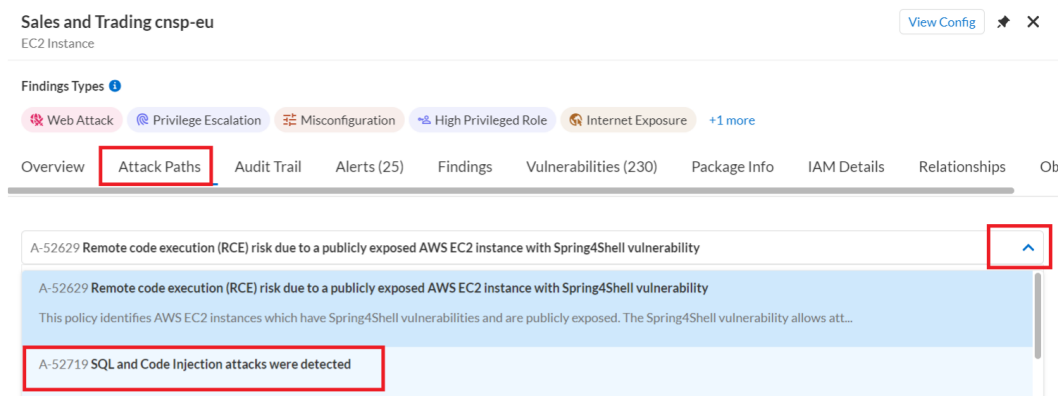 Sales and Trading cnsp-eu
View Config
EC2 Instance
Findings Types
Web Attack Privilege Escalation Misconfiguration High Privileged Role Internet Exposure +1 more
Overview Attack Paths Audit Trail Alerts (25) Findings Vulnerabilities (230) Package Info IAM Details Relationships Ob
A-52629 Remote code execution (RCE) risk due to a publicly exposed AWS EC2 instance with Spring4Shell vulnerability
A-52629 Remote code execution (RCE) risk due to a publicly exposed AWS EC2 instance with Spring4Shell vulnerability
This policy identifies AWS EC2 instances which have Spring4Shell vulnerabilities and are publicly exposed. The Spring4Shell vulnerability allows att...
A-52719 SQL and Code Injection attacks were detected